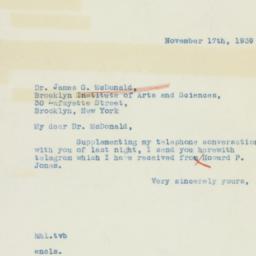 November 17th, 1939
Dr. James G. McDonald,
Brooklyn Institute of Arts and Sciences,
30 Lafayette Street,
Brooklyn, New York
My dear Dr. McDonald,
Supplementing my telephone conversation
with you of last night, I send you herewith
telegram which I have received from Howard P.
Jones.
Very sincerely yours,
hhl.tvb
encls.